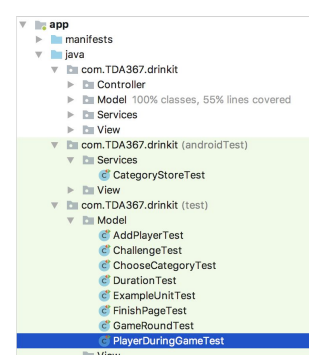 app
manifests
java
com.TDA367.drinkit
Controller
Model 100% classes, 55% lines covered
Services
View
com.TDA367.drinkit (androidTest)
Services
CategoryStoreTest
View
com.TDA367.drinkit (test)
Model
AddPlayerTest
ChallengeTest
ChooseCategoryTest
DurationTest
ExampleUnitTest
FinishPageTest
GameRoundTest
PlayerDuringGameTest
View